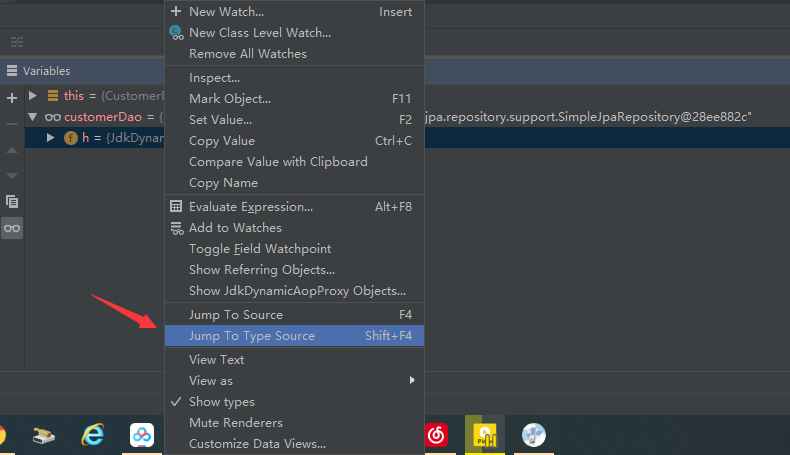 New Watch... Insert
New Class Level Watch...
Remove All Watches
Variables
Inspect...
this = {CustomerD
Mark Object... F11
customerDao = {
Set Value... F2
jpa.repository.support.SimpleJpaRepository@28ee882c"
h = {JdkDynam
Copy Value Ctrl+C
Compare Value with Clipboard
Copy Name
Evaluate Expression... Alt+F8
Add to Watches
Toggle Field Watchpoint
Show Referring Objects...
Show JdkDynamicAopProxy Objects...
Jump To Source F4
Jump To Type Source Shift+F4
View Text
View as
Show types
Mute Renderers
Customize Data Views...